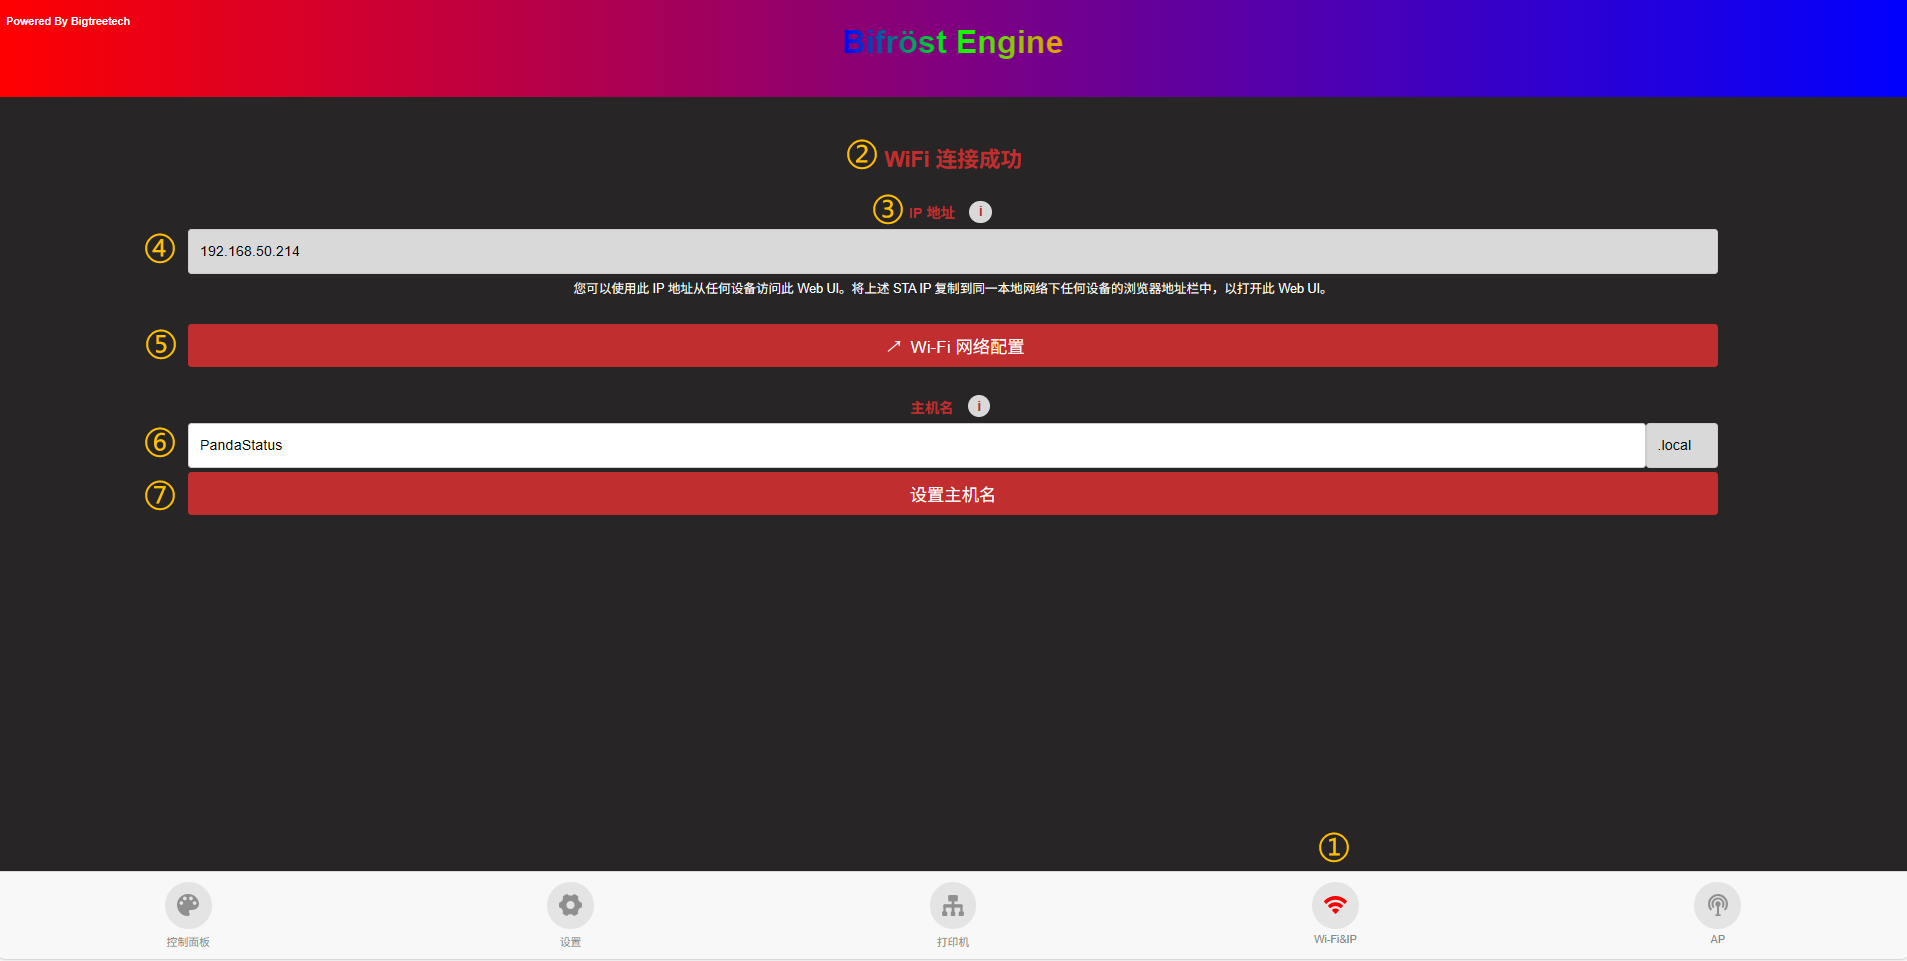 Powered By Bigtreetech
Bifröst Engine
② WiFi 连接成功
③ IP 地址 i
④ 192.168.50.214
您可以使用此 IP 地址从任何设备访问此 Web UI。将上述 STA IP 复制到同一本地网络下任何设备的浏览器地址栏中，以打开此 Web UI。
⑤ ↗ Wi-Fi 网络配置
主机名 i
⑥ PandaStatus .local
⑦ 设置主机名
①
控制面板 设置 打印机 Wi-Fi&IP AP